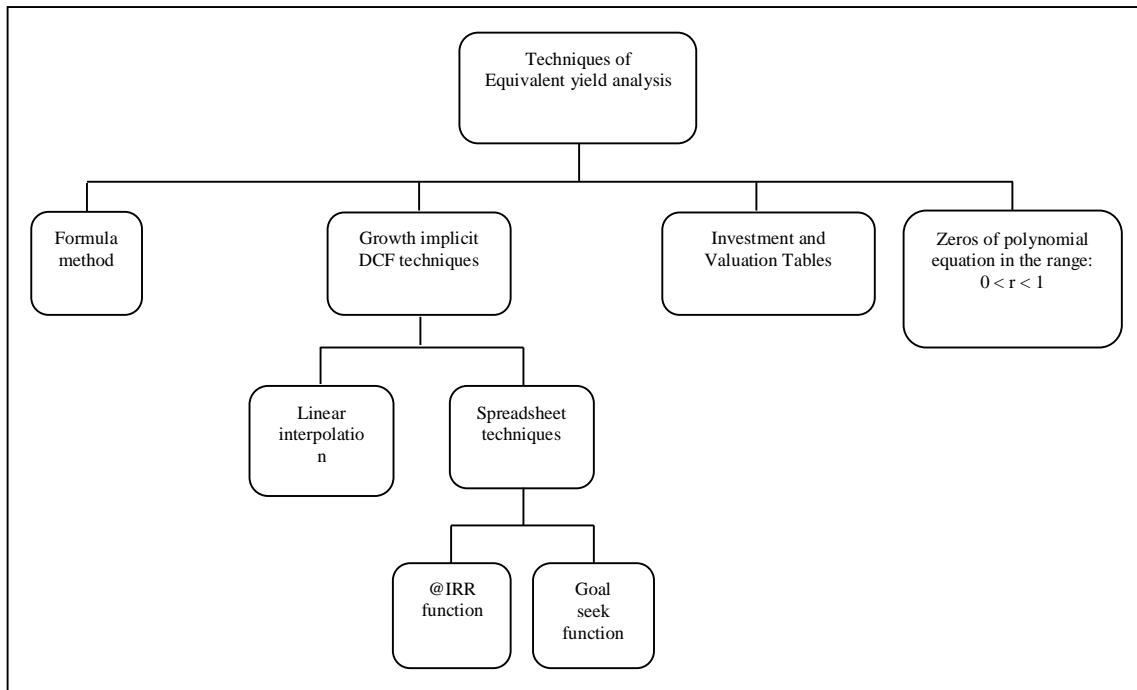 Techniques of
Equivalent yield analysis
Formula
method
Growth implicit
DCF techniques
Investment and
Valuation Tables
Zeros of polynomial
equation in the range:
0 < r < 1
Linear
interpolatio
n
Spreadsheet
techniques
@IRR
function
Goal
seek
function